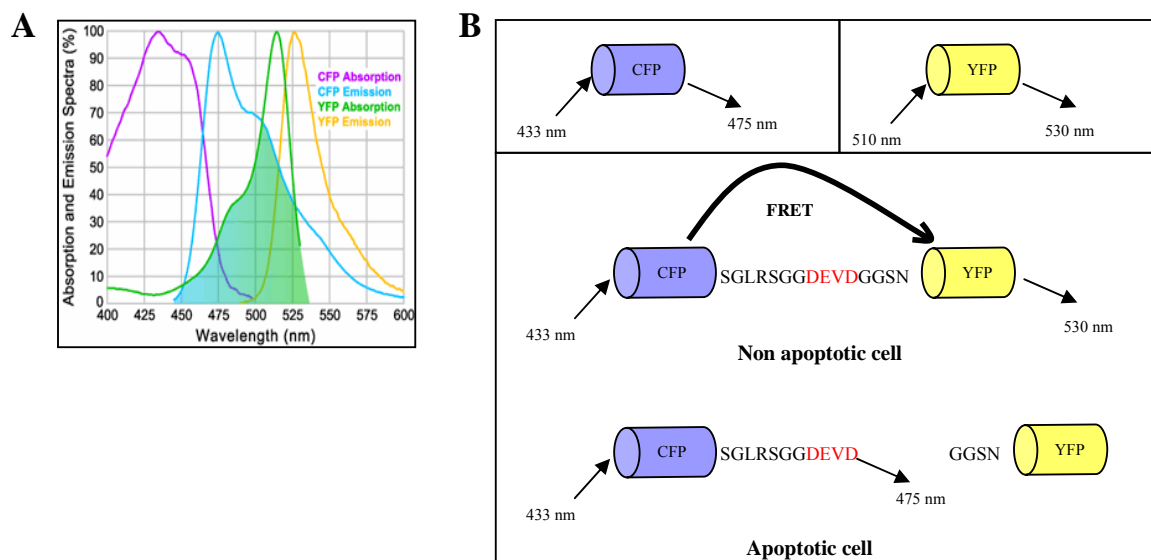 A
Absorption and Emission Spectra (%)
100
90
80
70
60
50
40
30
20
10
0
CFP Absorption
CFP Emission
YFP Absorption
YFP Emission
400 425 450 475 500 525 550 575 600
Wavelength (nm)
B
CFP
433 nm
475 nm
YFP
510 nm
530 nm
FRET
CFP SGLRSGGDEVDGGSN YFP
433 nm
530 nm
Non apoptotic cell
CFP SGLRSGGDEVD GGSN YFP
433 nm
475 nm
Apoptotic cell